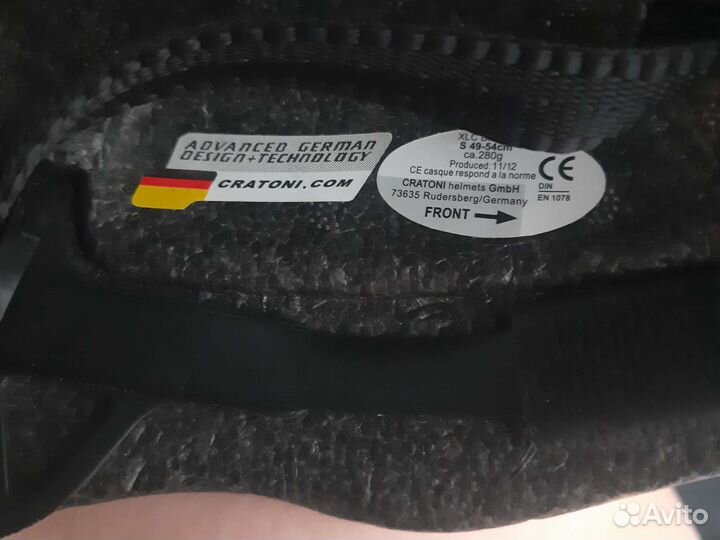 ADVANCED GERMAN
DESIGN+TECHNOLOGY
CRATONI.COM
XLC
S 49-54cm
ca.280g
Produced: 11/12
CE casque respond a la norme
CRATONI helmets GmbH
73635 Rudersberg/Germany
FRONT
CE
DIN
EN 1078
Avito